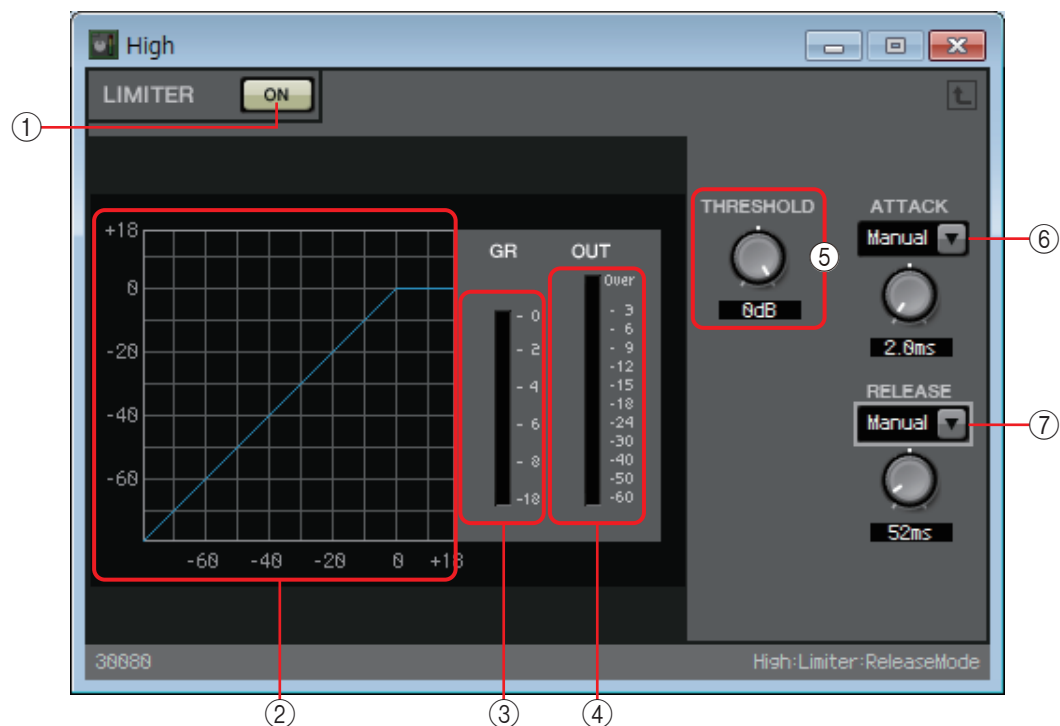 High
LIMITER ON
①
THRESHOLD ATTACK
Manual ⑥
⑤
0dB
2.0ms
RELEASE
Manual ⑦
52ms
+18
0
-20
-40
-60
-60 -40 -20 0 +18
GR OUT
- 0
- 2
- 4
- 6
- 8
-18
Over
- 3
- 6
- 9
-12
-15
-18
-24
-30
-40
-50
-60
30080 High:Limiter:ReleaseMode
② ③ ④